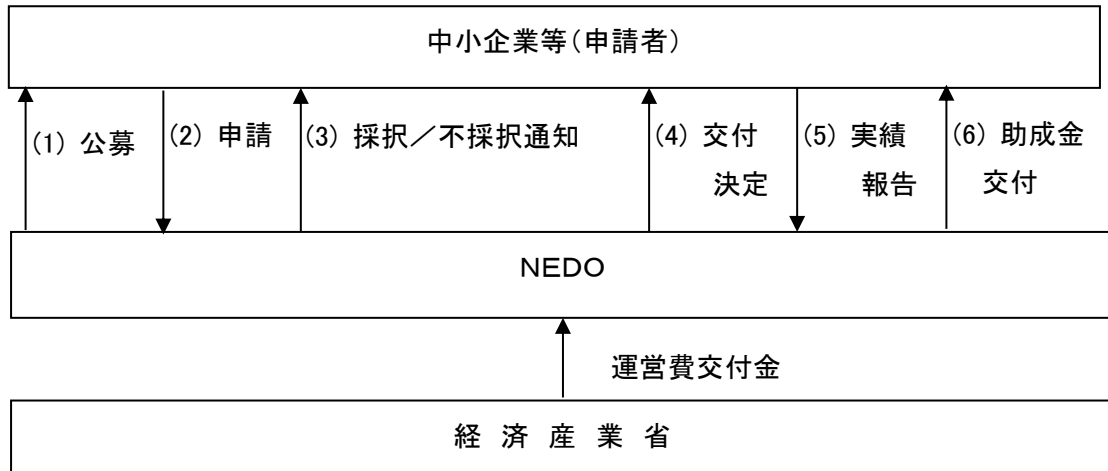 中小企業等（申請者）
(1) 公募
(2) 申請
(3) 採択／不採択通知
(4) 交付
決定
(5) 実績
報告
(6) 助成金
交付
NEDO
運営費交付金
経 済 産 業 省